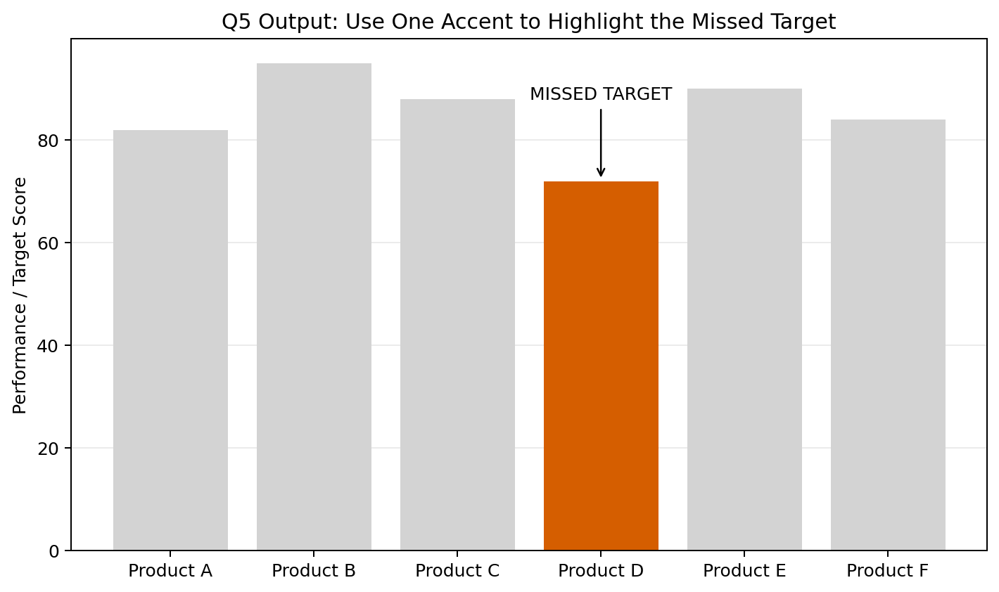 Q5 Output: Use One Accent to Highlight the Missed Target
MISSED TARGET
Performance / Target Score
80
60
40
20
0
Product A
Product B
Product C
Product D
Product E
Product F